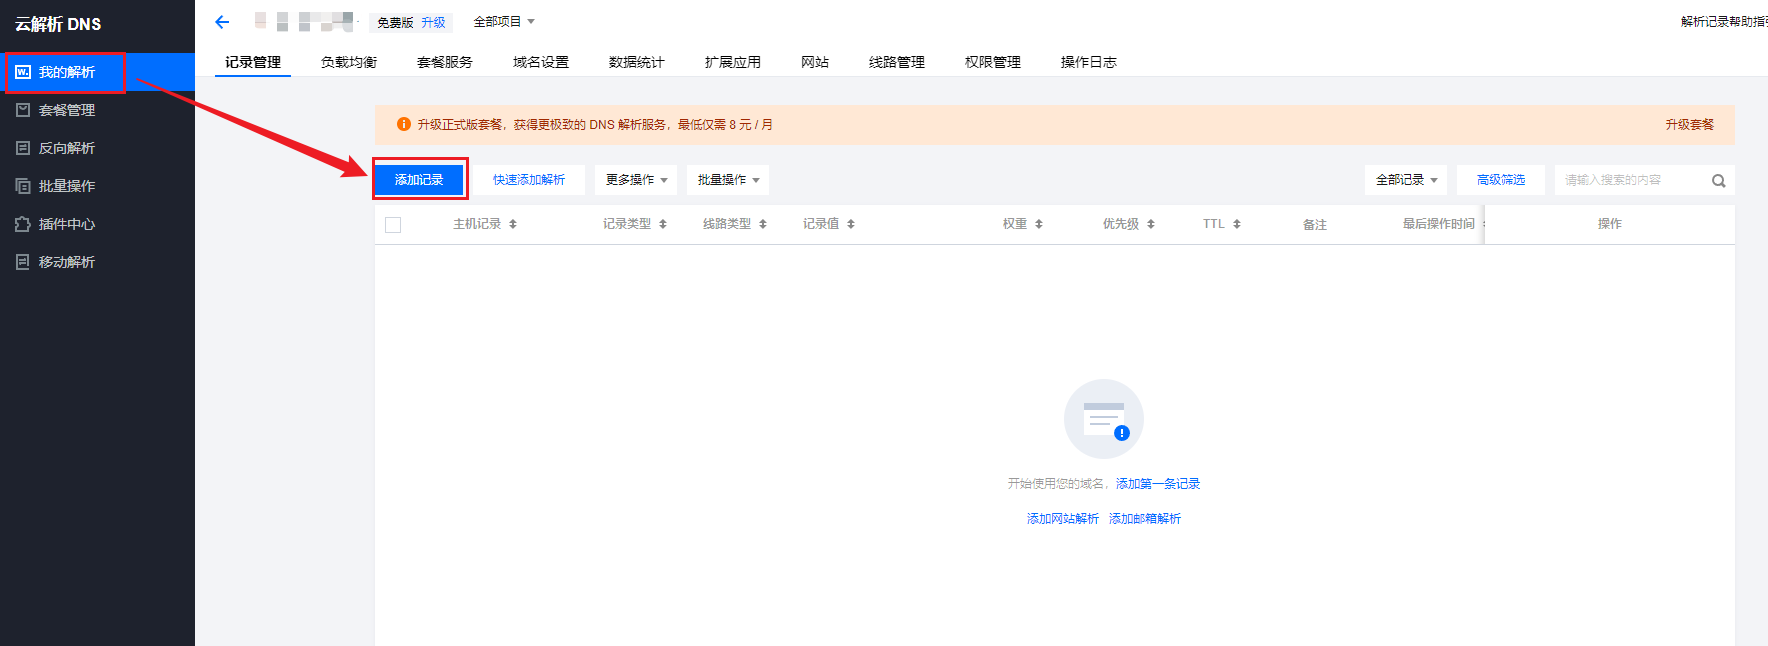 云解析 DNS
我的解析
套餐管理
反向解析
批量操作
插件中心
移动解析
免费版 升级 全部项目
解析记录帮助指
记录管理 负载均衡 套餐服务 域名设置 数据统计 扩展应用 网站 线路管理 权限管理 操作日志
升级正式版套餐，获得更极致的 DNS 解析服务，最低仅需 8 元 / 月 升级套餐
添加记录 快速添加解析 更多操作 批量操作 全部记录 高级筛选 请输入搜索的内容
主机记录 记录类型 线路类型 记录值 权重 优先级 TTL 备注 最后操作时间 操作
开始使用您的域名，添加第一条记录
添加网站解析 添加邮箱解析